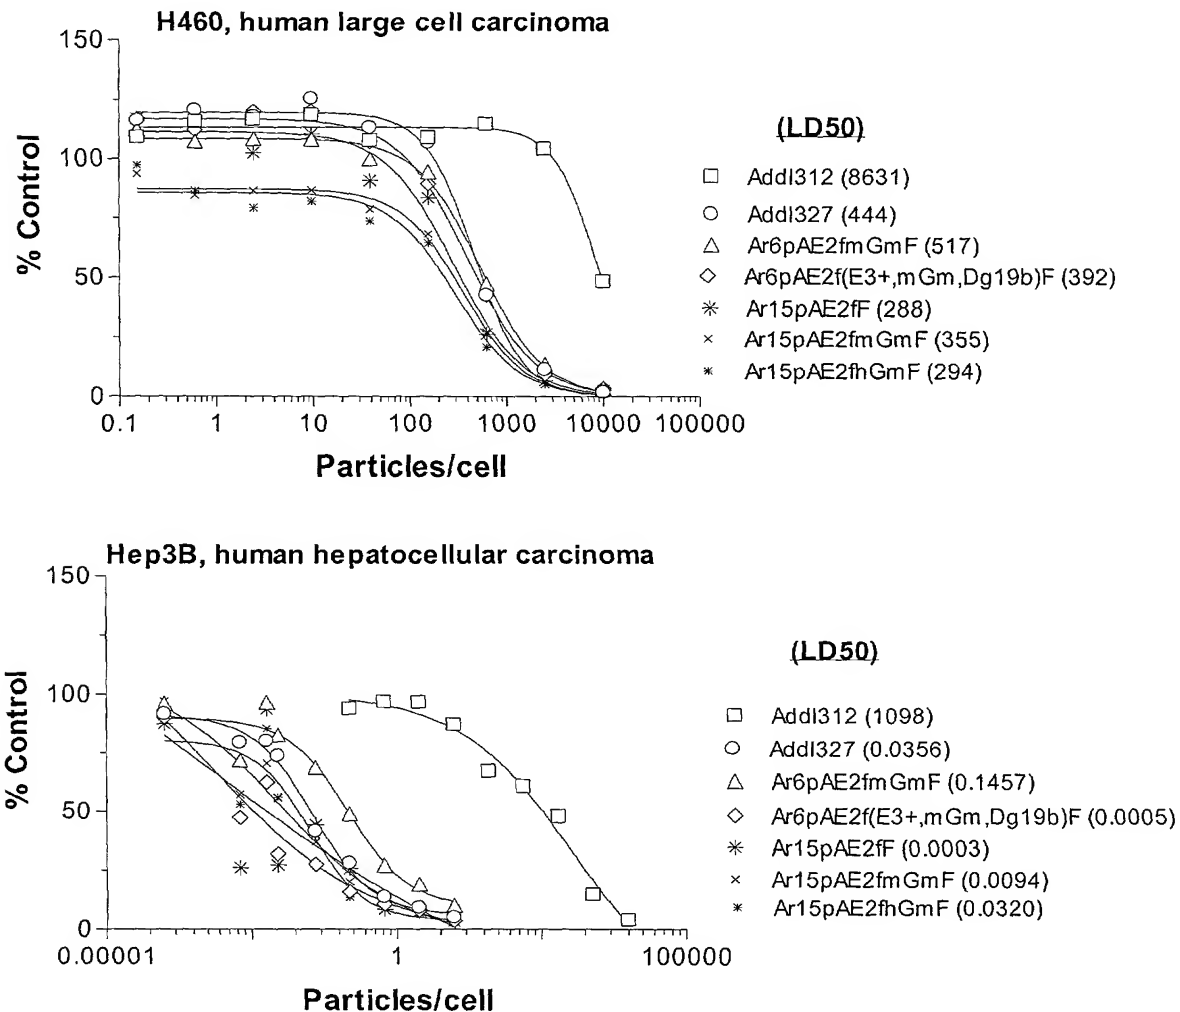 H460, human large cell carcinoma
150
100
50
0
% Control
0.1 1 10 100 1000 10000 100000
Particles/cell
(LD50)
Addl312 (8631)
Addl327 (444)
Ar6pAE2fmGmF (517)
Ar6pAE2f(E3+,mGm,Dg19b)F (392)
Ar15pAE2fF (288)
Ar15pAE2fmGmF (355)
Ar15pAE2fhGmF (294)
Hep3B, human hepatocellular carcinoma
150
100
50
0
% Control
0.00001 1 100000
Particles/cell
(LD50)
Addl312 (1098)
Addl327 (0.0356)
Ar6pAE2fmGmF (0.1457)
Ar6pAE2f(E3+,mGm,Dg19b)F (0.0005)
Ar15pAE2fF (0.0003)
Ar15pAE2fmGmF (0.0094)
Ar15pAE2fhGmF (0.0320)